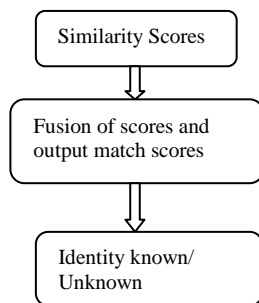 Similarity Scores
Fusion of scores and
output match scores
Identity known/
Unknown